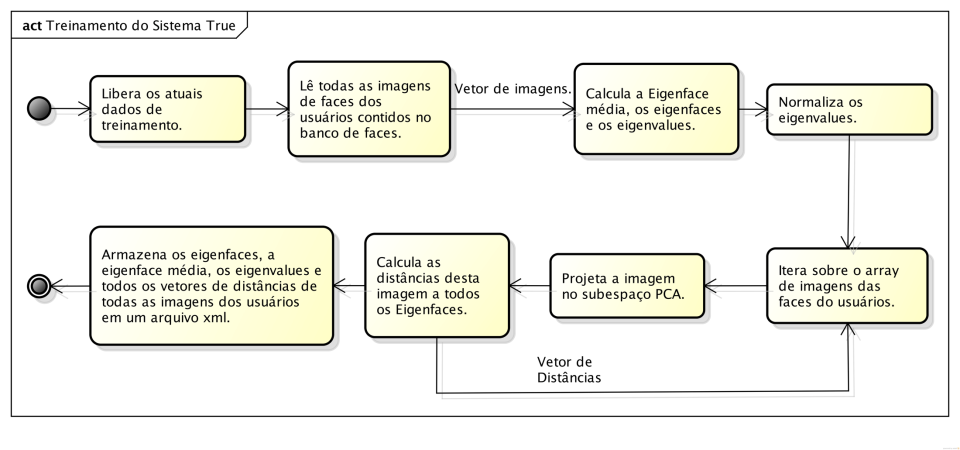 act Treinamento do Sistema True
Libera os atuais
dados de
treinamento.
Lê todas as imagens
de faces dos
usuários contidos no
banco de faces.
Vetor de imagens.
Calcula a Eigenface
média, os eigenfaces
e os eigenvalues.
Normaliza os
eigenvalues.
Itera sobre o array
de imagens das
faces do usuários.
Projeta a imagem
no subespaço PCA.
Calcula as
distâncias desta
imagem a todos
os Eigenfaces.
Vetor de
Distâncias
Armazena os eigenfaces, a
eigenface média, os eigenvalues e
todos os vetores de distâncias de
todas as imagens dos usuários
em um arquivo xml.